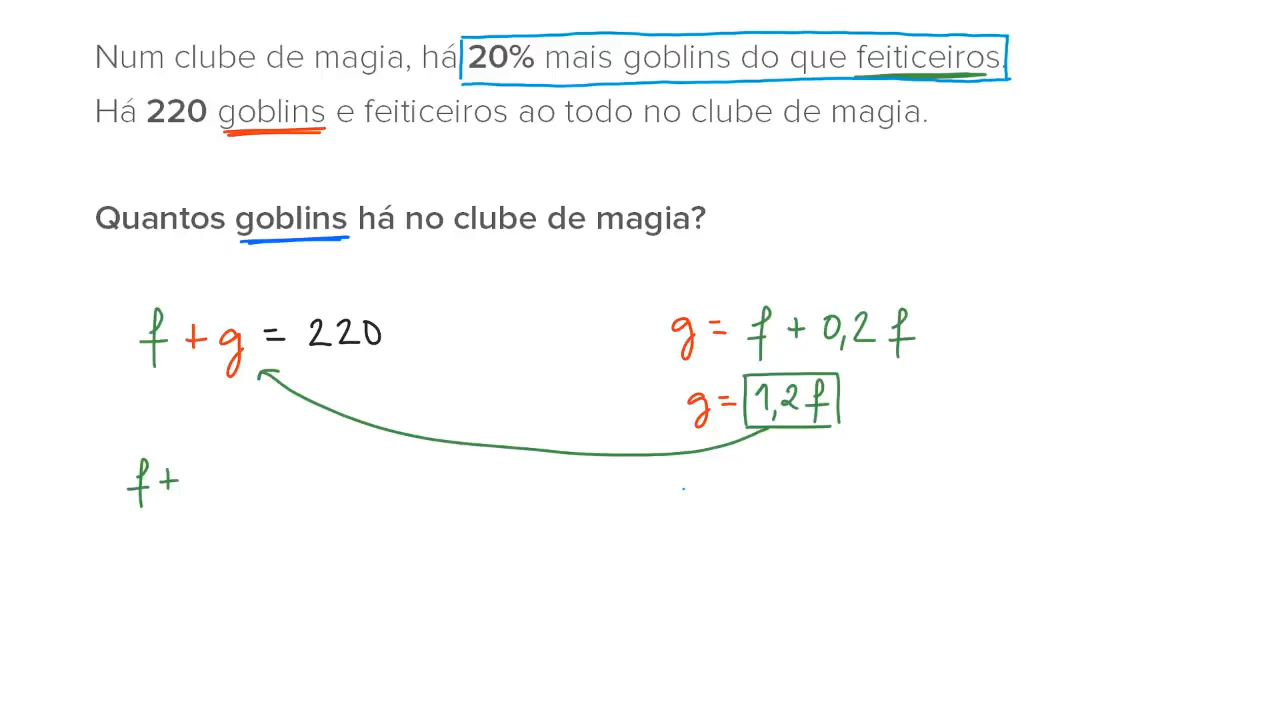 Num clube de magia, há 20% mais goblins do que feiticeiros.
Há 220 goblins e feiticeiros ao todo no clube de magia.
Quantos goblins há no clube de magia?
f + g = 220
g = f + 0,2 f
g = 1,2 f
f +